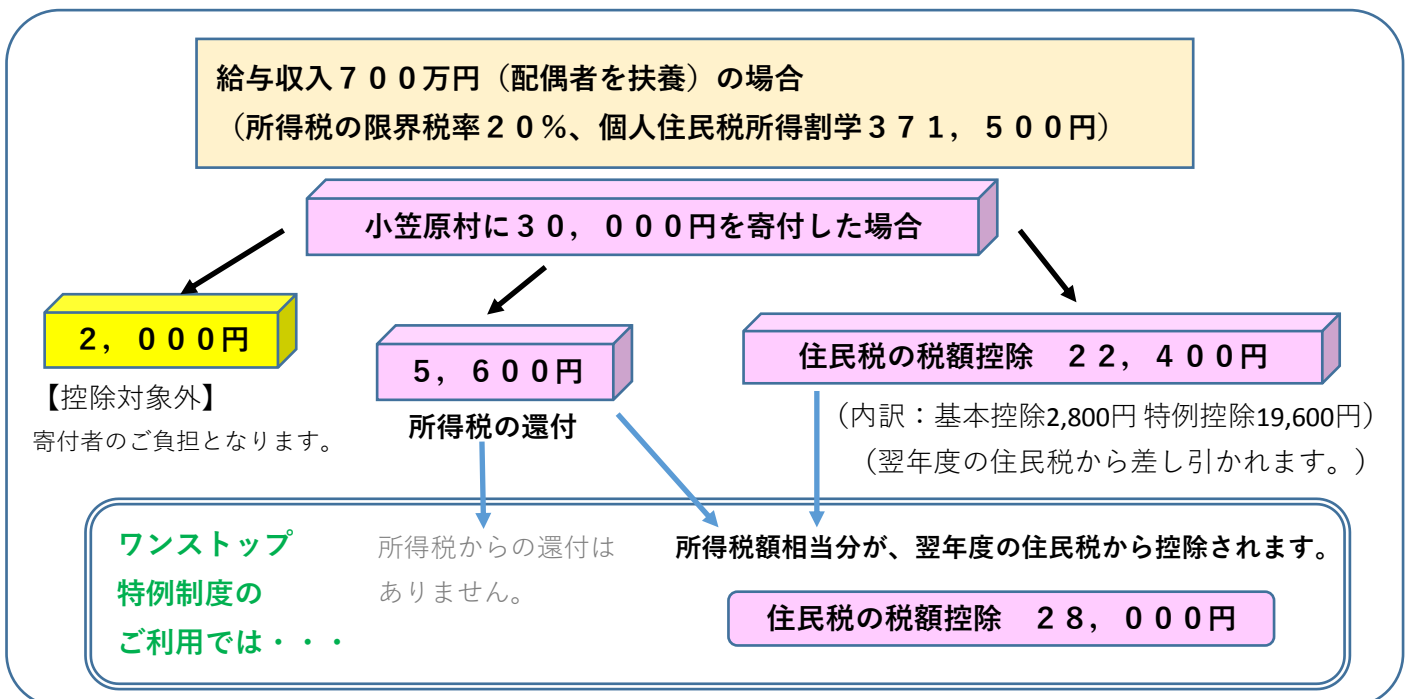 給与収入７００万円（配偶者を扶養）の場合
（所得税の限界税率２０％、個人住民税所得割学３７１，５００円）
小笠原村に３０，０００円を寄付した場合
２，０００円
【控除対象外】
寄付者のご負担となります。
５，６００円
所得税の還付
住民税の税額控除　２２，４００円
（内訳：基本控除2,800円 特例控除19,600円）
（翌年度の住民税から差し引かれます。）
ワンストップ
特例制度の
ご利用では・・・
所得税からの還付は
ありません。
所得税額相当分が、翌年度の住民税から控除されます。
住民税の税額控除　２８，０００円